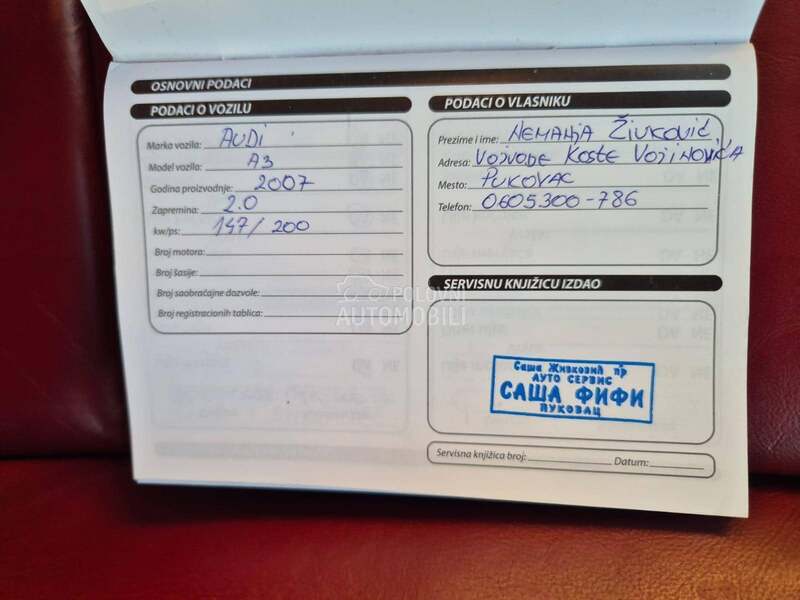 OSNOVNI PODACI
PODACI O VOZILU
Marka vozila: AUDI
Model vozila: A3
Godina proizvodnje: 2007
Zapremina: 2.0
kw/ps: 147/200
Broj motora:
Broj šasije:
Broj saobraćajne dozvole:
Broj registracionih tablica:
PODACI O VLASNIKU
Prezime i ime: NEMANJA ŽIVKOVIĆ
Adresa: VOJVODE KOSTE VOJINOVIĆA
Mesto: PUKOVAC
Telefon: 0605300-786
SERVISNU KNJIŽICU IZDAO
Саша Живковић пр
АУТО СЕРВИС
САША ФИФИ
ПУКОВАЦ
Servisna knjižica broj: Datum:
POLOVNI
AUTOMOBILI